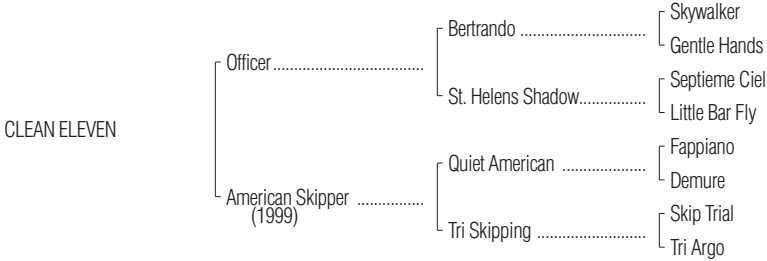 Skywalker
Bertrando ..............................
Gentle Hands
Officer....................................
Septieme Ciel
St. Helens Shadow................
Little Bar Fly
CLEAN ELEVEN
Fappiano
Quiet American ....................
Demure
American Skipper ................
(1999)
Skip Trial
Tri Skipping ..........................
Tri Argo